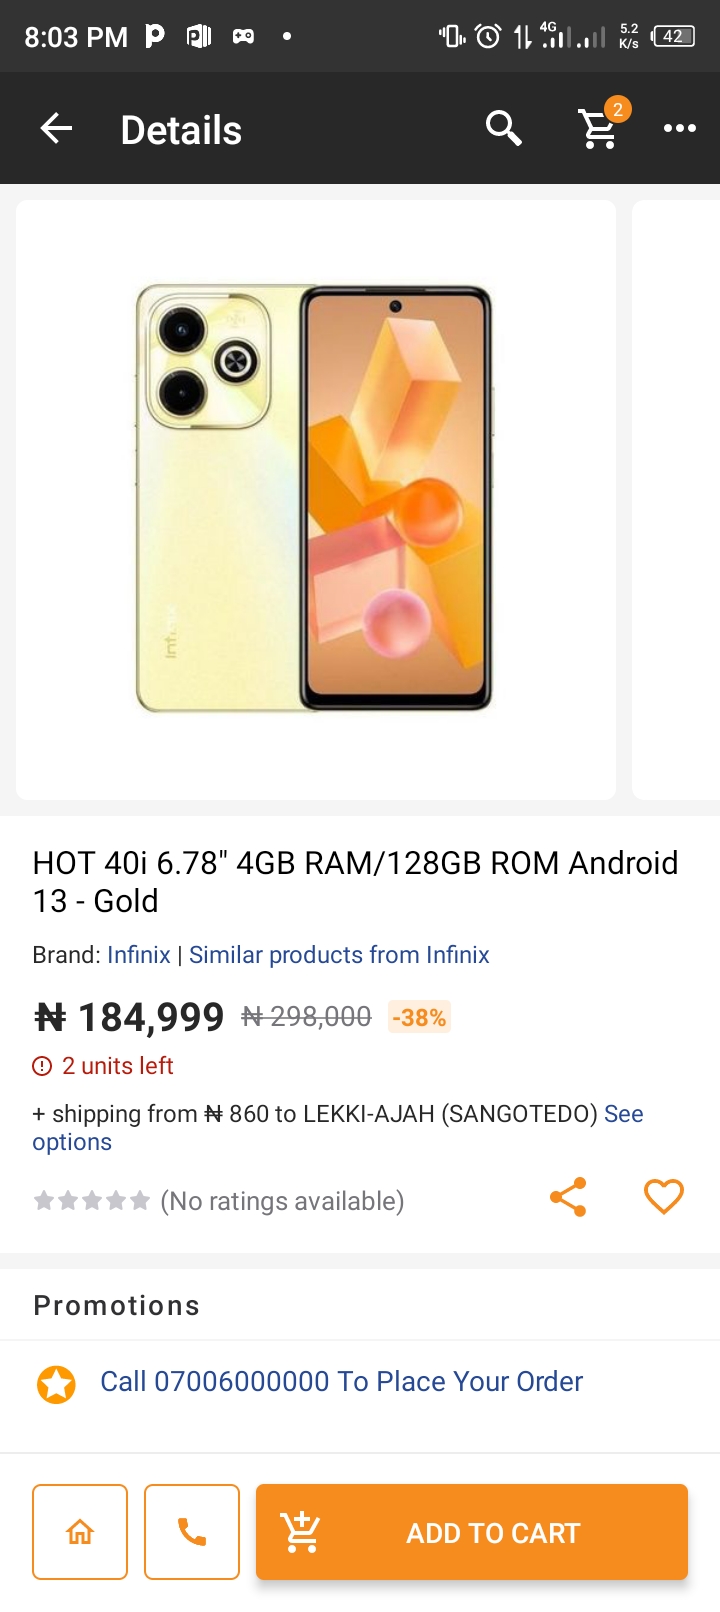 8:03 PM
4G
5.2
K/s
42
Details
2
Infinix
HOT 40i 6.78" 4GB RAM/128GB ROM Android
13 - Gold
Brand: Infinix | Similar products from Infinix
₦ 184,999 ₦ 298,000 -38%
2 units left
+ shipping from ₦ 860 to LEKKI-AJAH (SANGOTEDO) See
options
(No ratings available)
Promotions
Call 07006000000 To Place Your Order
ADD TO CART